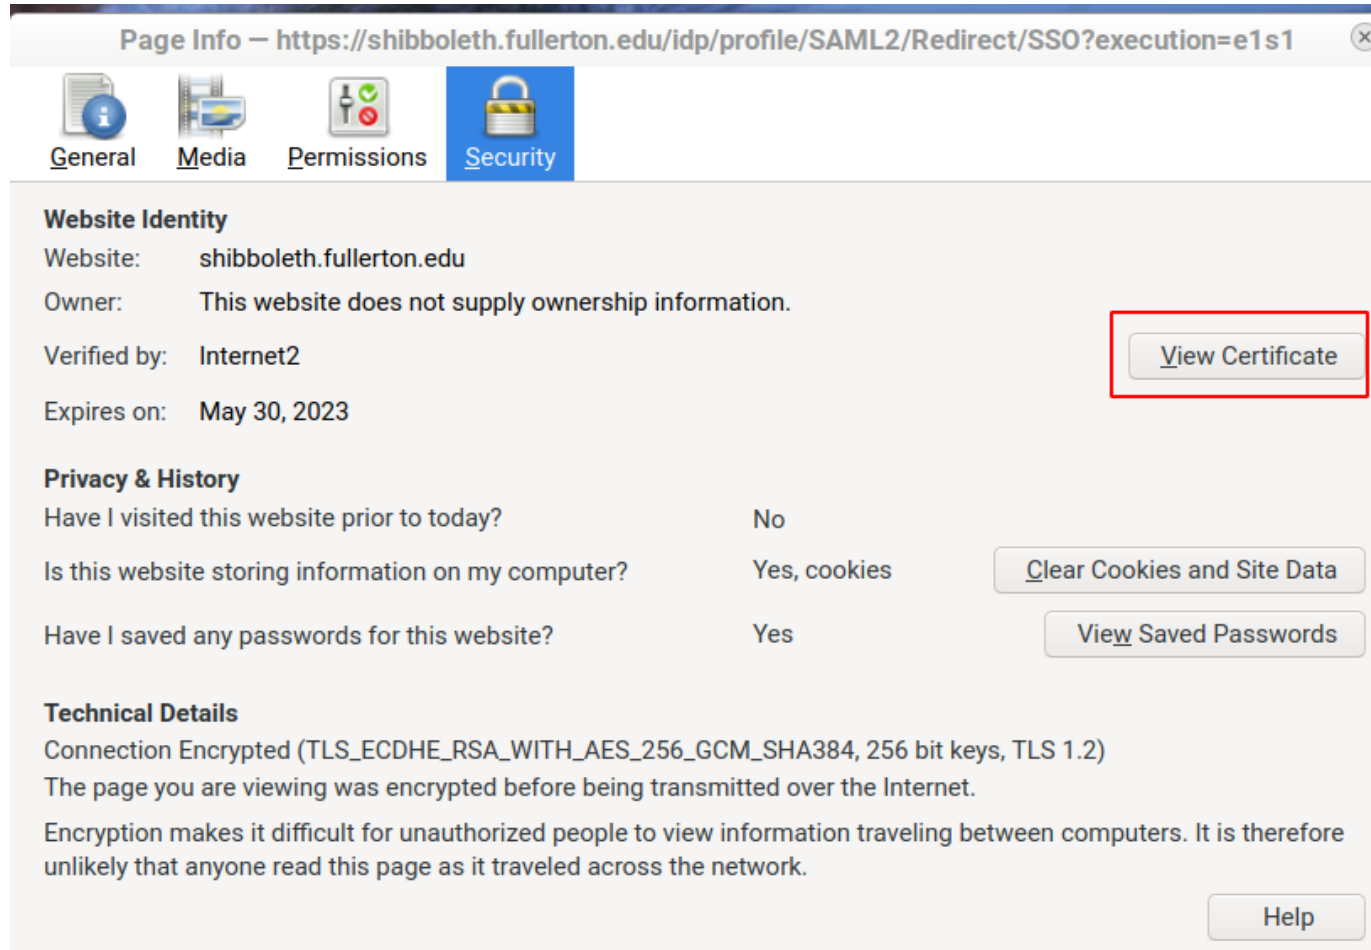 Page Info — https://shibboleth.fullerton.edu/idp/profile/SAML2/Redirect/SSO?execution=e1s1
General Media Permissions Security
Website Identity
Website: shibboleth.fullerton.edu
Owner: This website does not supply ownership information.
Verified by: Internet2 View Certificate
Expires on: May 30, 2023
Privacy & History
Have I visited this website prior to today? No
Is this website storing information on my computer? Yes, cookies Clear Cookies and Site Data
Have I saved any passwords for this website? Yes View Saved Passwords
Technical Details
Connection Encrypted (TLS_ECDHE_RSA_WITH_AES_256_GCM_SHA384, 256 bit keys, TLS 1.2)
The page you are viewing was encrypted before being transmitted over the Internet.
Encryption makes it difficult for unauthorized people to view information traveling between computers. It is therefore
unlikely that anyone read this page as it traveled across the network.
Help